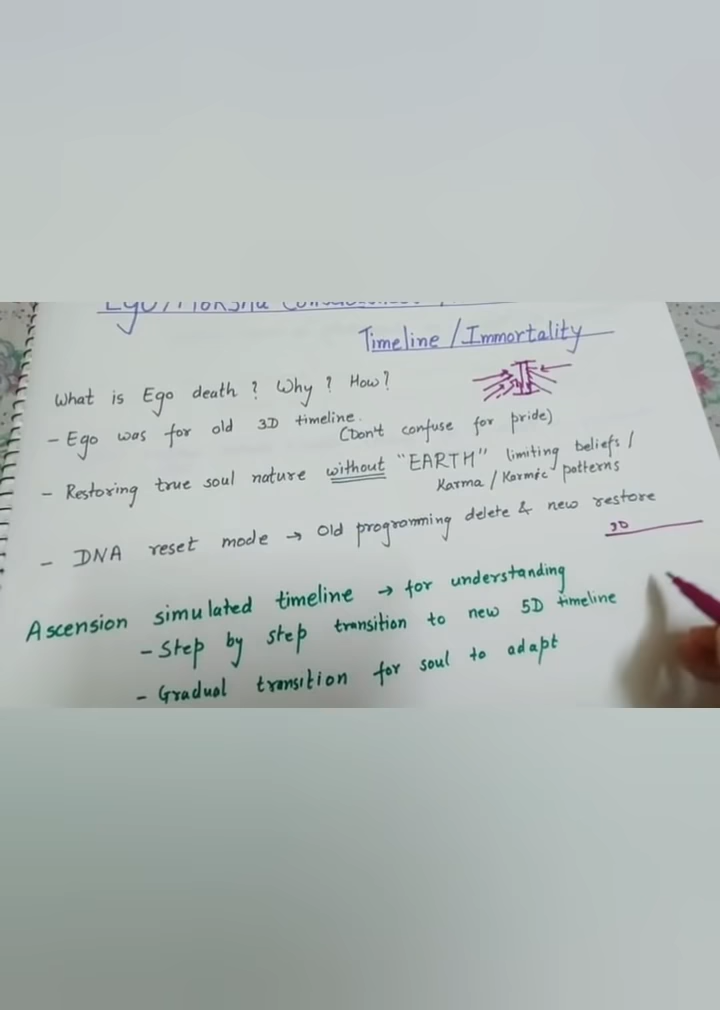 Timeline / Immortality
What is Ego death ? Why ? How ?
- Ego was for old 3D timeline.
(Don't confuse for pride)
- Restoring true soul nature without "EARTH" limiting beliefs /
Karma / Karmic patterns
- DNA reset mode → Old programming delete & new restore
3D
Ascension simulated timeline → for understanding
- Step by step transition to new 5D timeline
- Gradual transition for soul to adapt